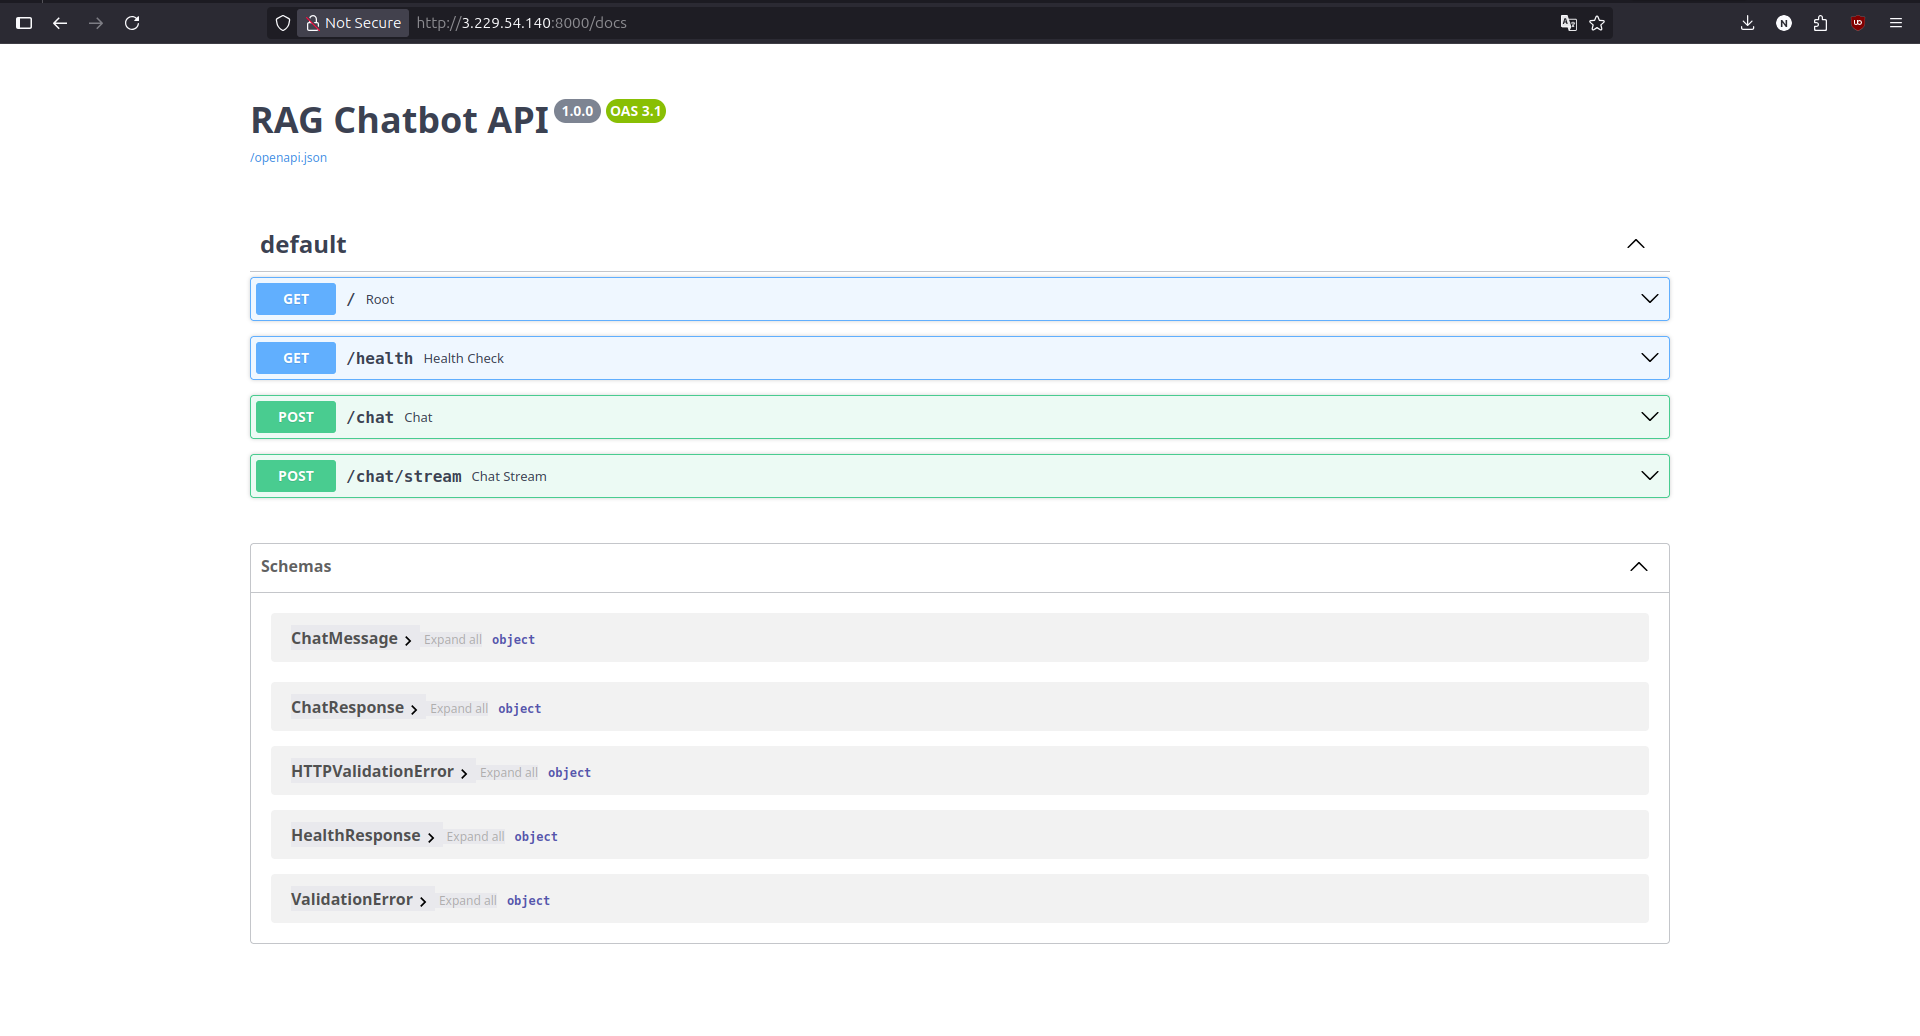 Not Secure http://3.229.54.140:8000/docs N UD
RAG Chatbot API 1.0.0 OAS 3.1
/openapi.json
default
GET / Root
GET /health Health Check
POST /chat Chat
POST /chat/stream Chat Stream
Schemas
ChatMessage Expand all object
ChatResponse Expand all object
HTTPValidationError Expand all object
HealthResponse Expand all object
ValidationError Expand all object